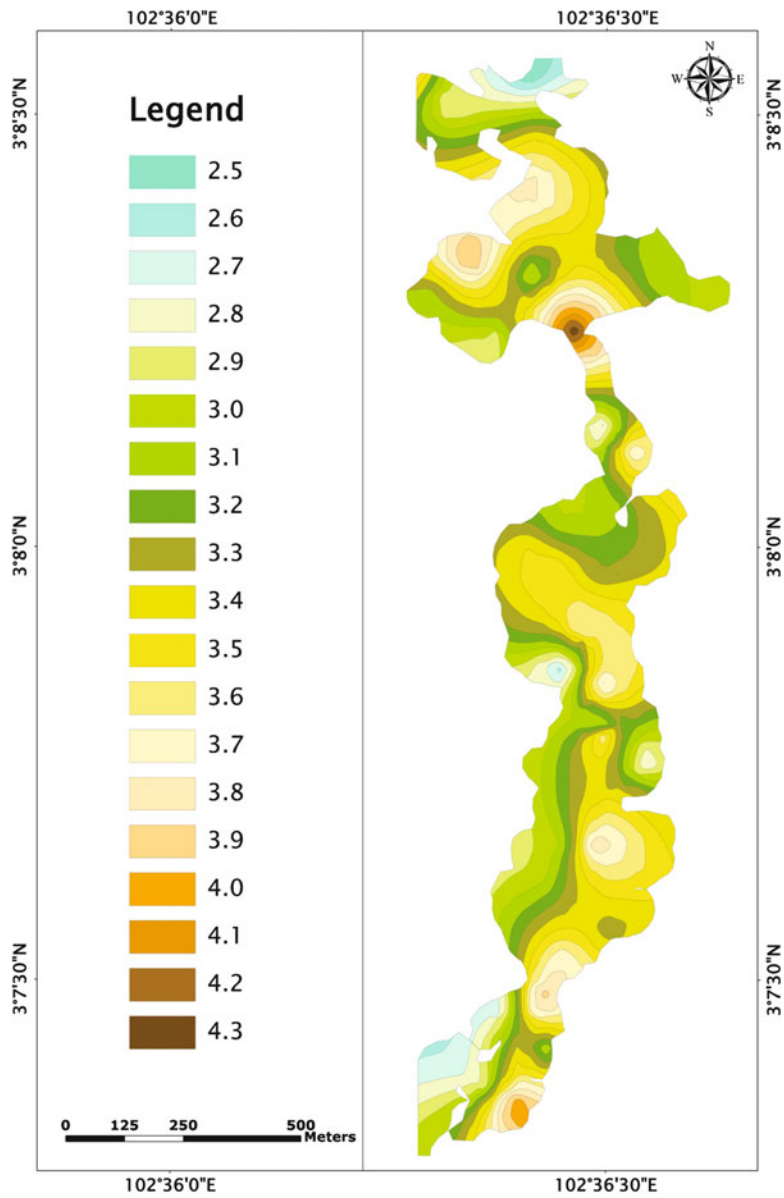 102°36'0"E 102°36'30"E
N
W E
S
3°8'30"N 3°8'30"N
Legend
2.5
2.6
2.7
2.8
2.9
3.0
3.1
3.2
3.3
3.4
3.5
3.6
3.7
3.8
3.9
4.0
4.1
4.2
4.3
3°8'0"N 3°8'0"N
3°7'30"N 3°7'30"N
0 125 250 500
Meters
102°36'0"E 102°36'30"E